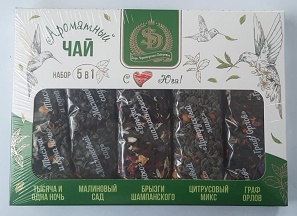 Ароматный
ЧАЙ
НАБОР 5 в 1
С Юга!
ТЫСЯЧА И ОДНА НОЧЬ
МАЛИНОВЫЙ САД
БРЫЗГИ ШАМПАНСКОГО
ЦИТРУСОВЫЙ МИКС
ГРАФ ОРЛОВ